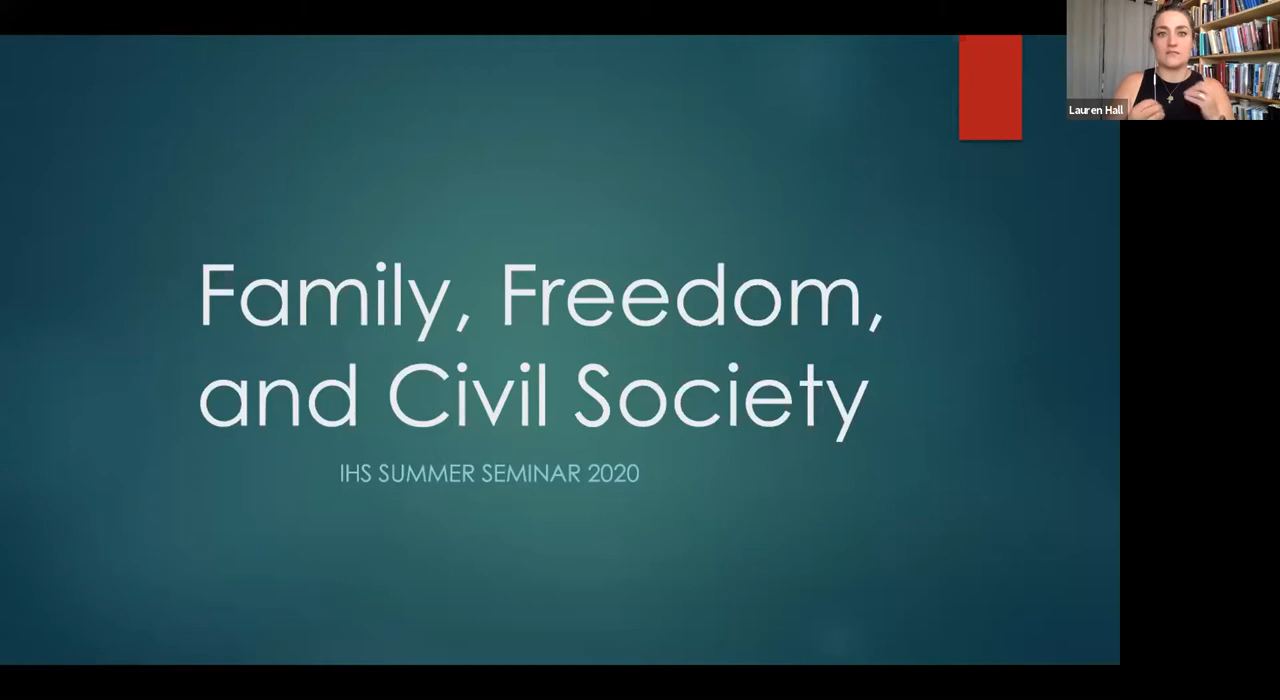 Lauren Hall
Family, Freedom,
and Civil Society
IHS SUMMER SEMINAR 2020